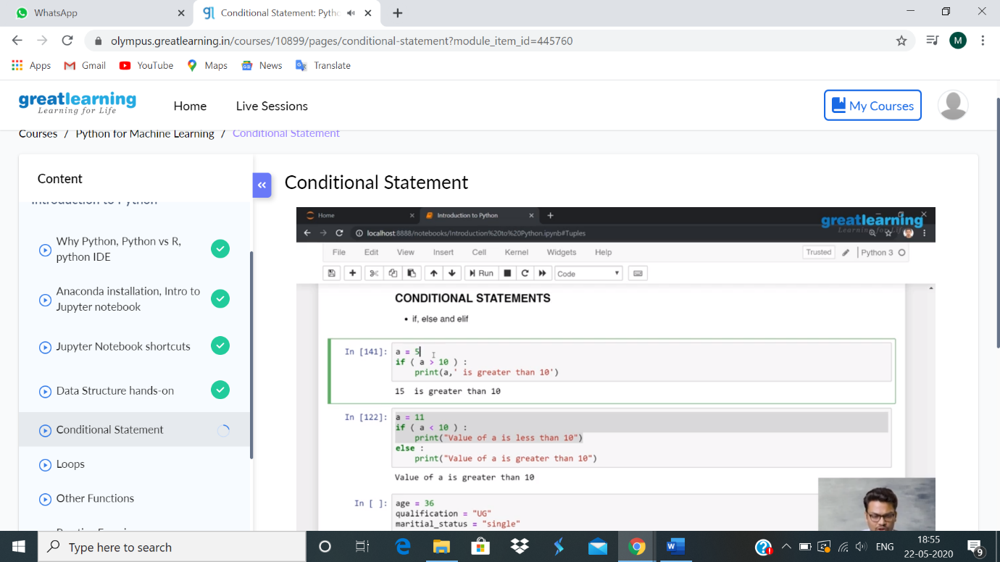 WhatsApp
Conditional Statement: Pytho
olympus.greatlearning.in/courses/10899/pages/conditional-statement?module_item_id=445760
M
Apps Gmail YouTube Maps News Translate
greatlearning
Learning for Life
Home Live Sessions
My Courses
Courses / Python for Machine Learning / Conditional Statement
Content
Introduction to Python
Why Python, Python vs R,
python IDE
Anaconda installation, Intro to
Jupyter notebook
Jupyter Notebook shortcuts
Data Structure hands-on
Conditional Statement
Loops
Other Functions
Conditional Statement
Home Introduction to Python
greatlearning
Learning for Life
localhost:8888/notebooks/Introduction%20to%20Python.ipynb#Tuples
File Edit View Insert Cell Kernel Widgets Help
Trusted Python 3
Run Code
CONDITIONAL STATEMENTS
• if, else and elif
In [141]: a = 5
if ( a > 10 ) :
print(a,' is greater than 10')
15 is greater than 10
In [122]: a = 11
if ( a < 10 ) :
print("Value of a is less than 10")
else :
print("Value of a is greater than 10")
Value of a is greater than 10
In [ ]: age = 36
qualification = "UG"
maritial_status = "single"
Type here to search
ENG
18:55
22-05-2020
9